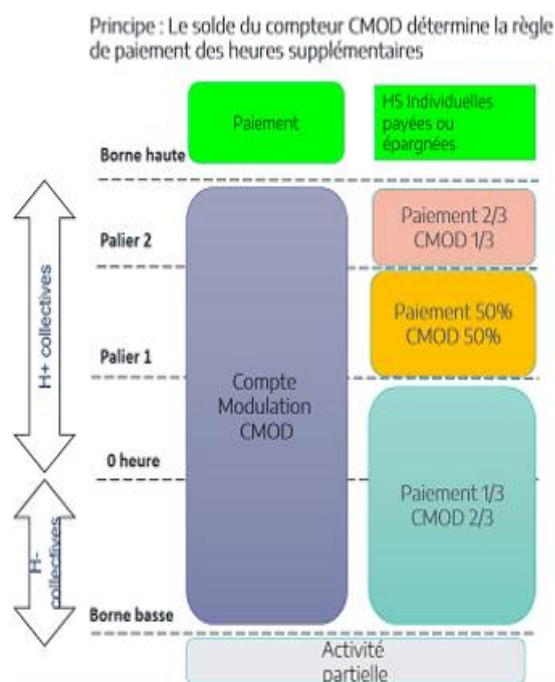 Principe : Le solde du compteur CMOD détermine la règle
de paiement des heures supplémentaires
Paiement
HS Individuelles
payées ou
épargnées
Borne haute
Paiement 2/3
CMOD 1/3
Palier 2
H+ collectives
Paiement 50%
CMOD 50%
Palier 1
Compte
Modulation
CMOD
0 heure
Paiement 1/3
CMOD 2/3
H-
collectives
Borne basse
Activité
partielle